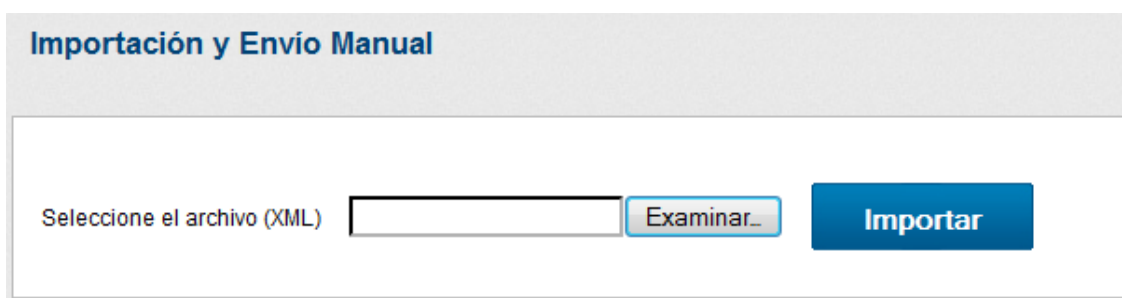 Importación y Envío Manual
Seleccione el archivo (XML) Examinar... Importar